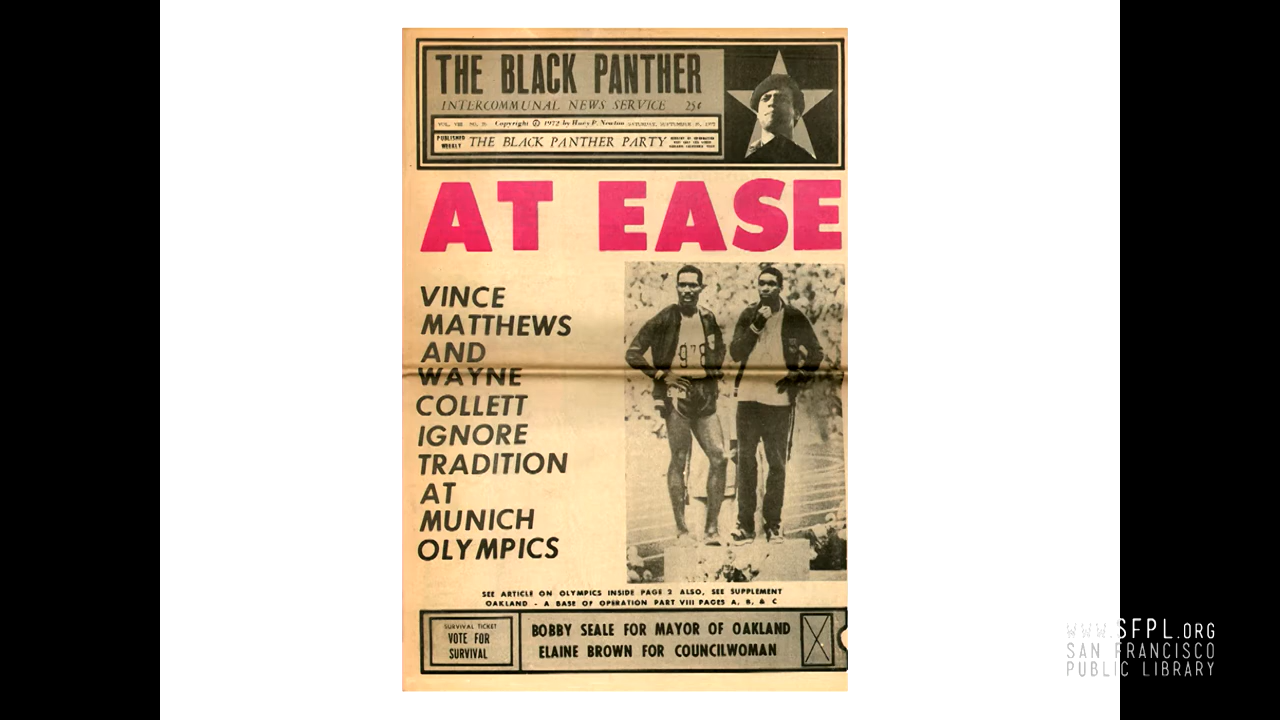 THE BLACK PANTHER
INTERCOMMUNAL NEWS SERVICE 25¢
Copyright © 1972 by Huey P. Newton
PUBLISHED
WEEKLY
THE BLACK PANTHER PARTY
AT EASE
VINCE
MATTHEWS
AND
WAYNE
COLLETT
IGNORE
TRADITION
AT
MUNICH
OLYMPICS
978
SEE ARTICLE ON OLYMPICS INSIDE PAGE 2 ALSO, SEE SUPPLEMENT
OAKLAND - A BASE OF OPERATION PART VIII PAGES A, B, & C
SURVIVAL TICKET
VOTE FOR
SURVIVAL
BOBBY SEALE FOR MAYOR OF OAKLAND
ELAINE BROWN FOR COUNCILWOMAN
WWW.SFPL.ORG
SAN FRANCISCO
PUBLIC LIBRARY